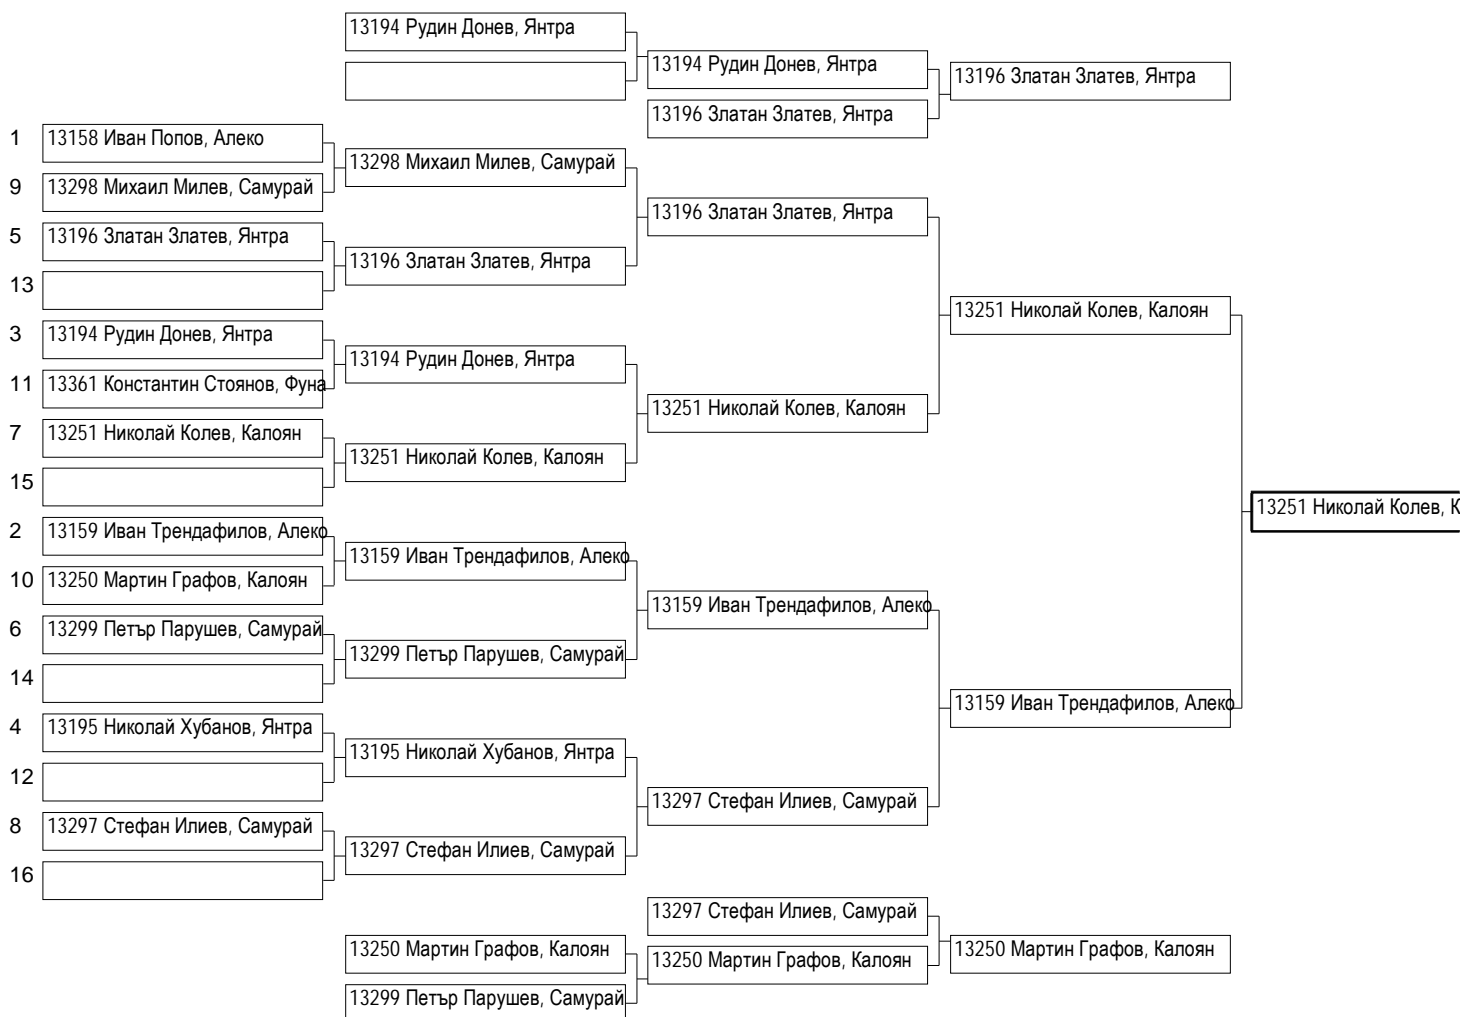 13194 Рудин Донев, Янтра
13194 Рудин Донев, Янтра
13196 Златан Златев, Янтра
13196 Златан Златев, Янтра
1 13158 Иван Попов, Алеко
13298 Михаил Милев, Самурай
9 13298 Михаил Милев, Самурай
13196 Златан Златев, Янтра
5 13196 Златан Златев, Янтра
13196 Златан Златев, Янтра
13
13251 Николай Колев, Калоян
3 13194 Рудин Донев, Янтра
13194 Рудин Донев, Янтра
11 13361 Константин Стоянов, Фуна
13251 Николай Колев, Калоян
7 13251 Николай Колев, Калоян
13251 Николай Колев, Калоян
15
13251 Николай Колев, К
2 13159 Иван Трендафилов, Алеко
13159 Иван Трендафилов, Алеко
10 13250 Мартин Графов, Калоян
13159 Иван Трендафилов, Алеко
6 13299 Петър Парушев, Самурай
13299 Петър Парушев, Самурай
14
13159 Иван Трендафилов, Алеко
4 13195 Николай Хубанов, Янтра
13195 Николай Хубанов, Янтра
12
13297 Стефан Илиев, Самурай
8 13297 Стефан Илиев, Самурай
13297 Стефан Илиев, Самурай
16
13297 Стефан Илиев, Самурай
13250 Мартин Графов, Калоян
13250 Мартин Графов, Калоян
13250 Мартин Графов, Калоян
13299 Петър Парушев, Самурай